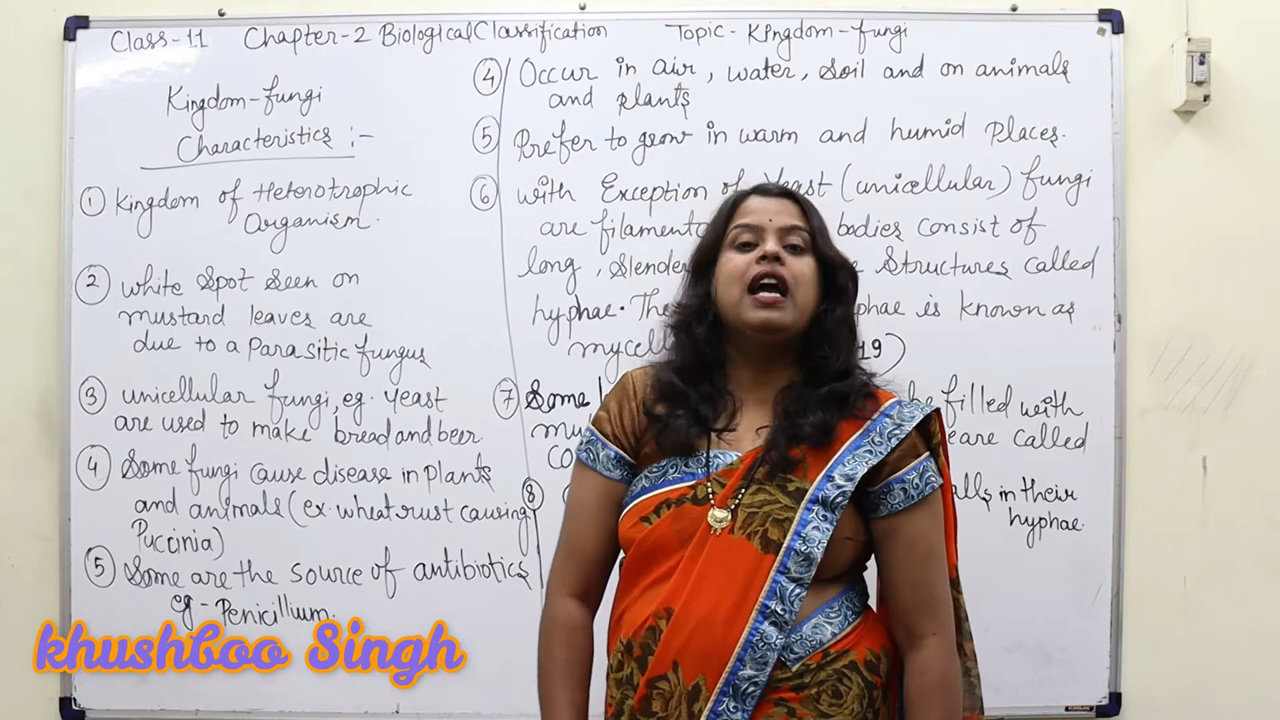 Class-11 Chapter-2 Biological Classification Topic - Kingdom-fungi
Kingdom-fungi
Characteristics :-
① Kingdom of Heterotrophic
Organism.
② white Spot Seen on
mustard leaves are
due to a Parasitic fungus
③ unicellular fungi, eg. Yeast
are used to make bread and beer.
④ Some fungi cause disease in plants
and animals (ex. wheat rust causing
Puccinia)
⑤ Some are the source of antibiotics
eg - Penicillium.
④ Occur in air, water, Soil and on animals
and plants
⑤ Prefer to grow in warm and humid Places.
⑥ with Exception of Yeast (unicellular) fungi
are bodies consist of
long, Slender Structures called
hyphae. is known as
19)
⑦ Some be filled with
are called
⑧ in their
hyphae.
khushboo Singh